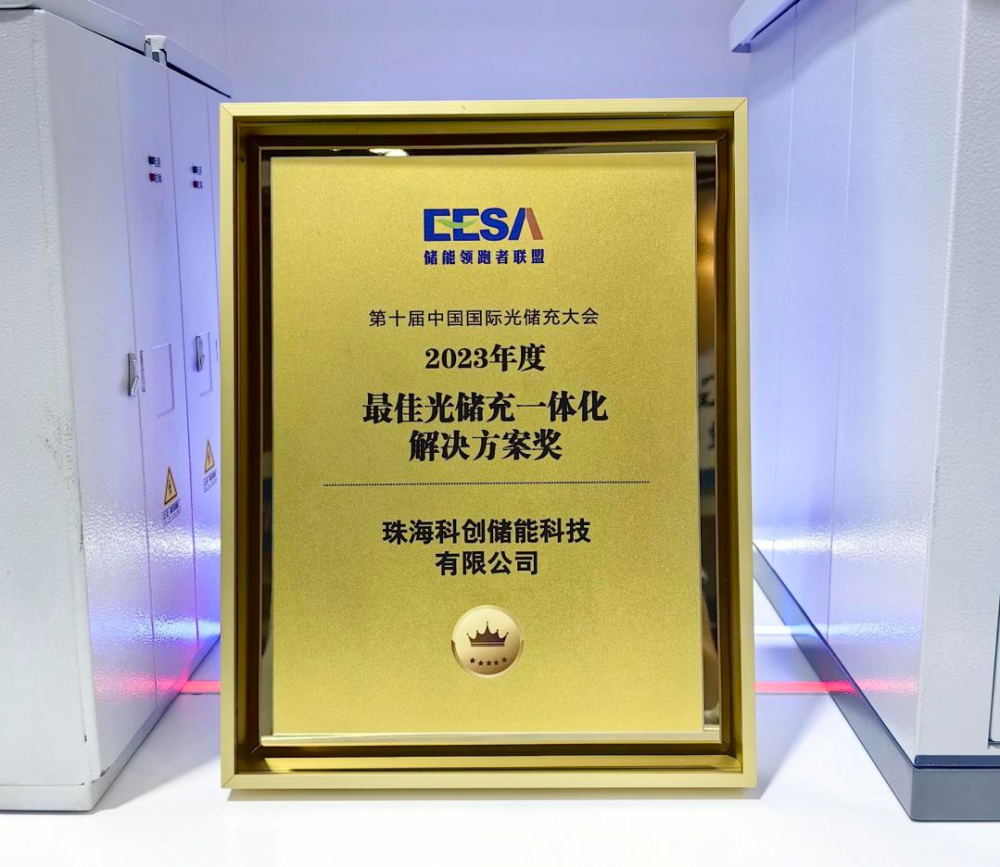 EESA
储能领跑者联盟
第十届中国国际光储充大会
2023年度
最佳光储充一体化
解决方案奖
珠海科创储能科技
有限公司